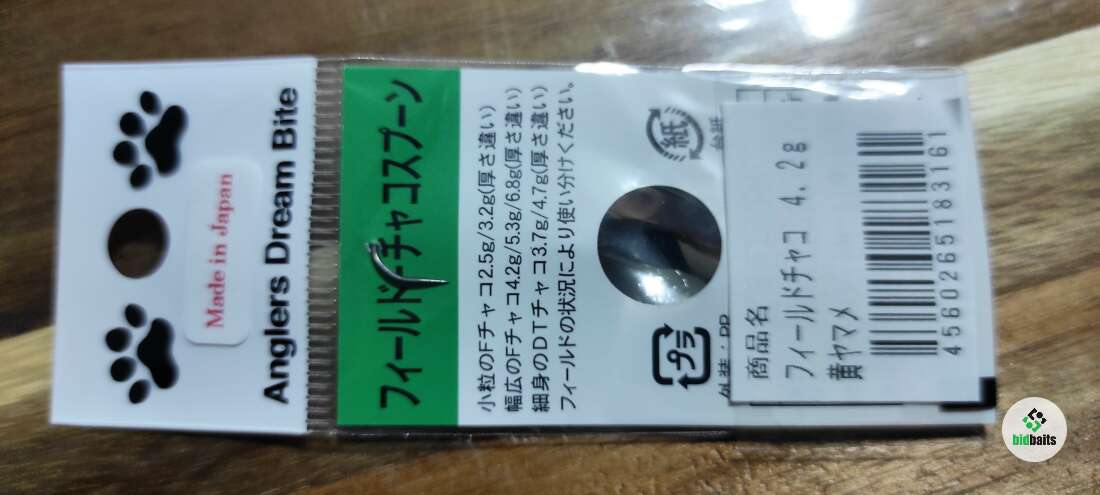 Anglers Dream Bite
Made in Japan
フィールドチャコスプーン
小粒のFチャコ2.5g/3.2g(厚さ違い)
幅広のFチャコ4.2g/5.3g/6.8g(厚さ違い)
細身のDTチャコ3.7g/4.7g(厚さ違い)
フィールドの状況により使い分けください。
紙
台紙
プラ
外装:PP
商品名
フィールドチャコ 4.2g
黄ヤマメ
4560265183161
bidbaits